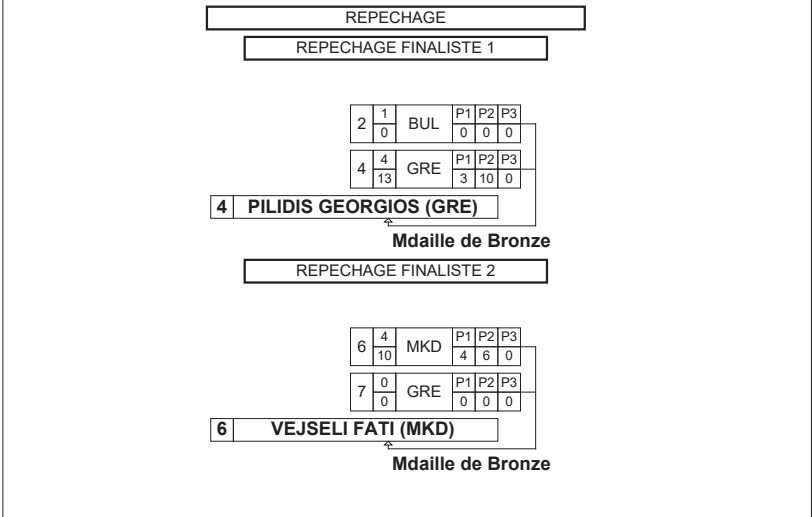 REPECHAGE
REPECHAGE FINALISTE 1
2 1 BUL P1 P2 P3
0 0 0 0
4 4 GRE P1 P2 P3
13 3 10 0
4 PILIDIS GEORGIOS (GRE)
Mdaille de Bronze
REPECHAGE FINALISTE 2
6 4 MKD P1 P2 P3
10 4 6 0
7 0 GRE P1 P2 P3
0 0 0 0
6 VEJSELI FATI (MKD)
Mdaille de Bronze